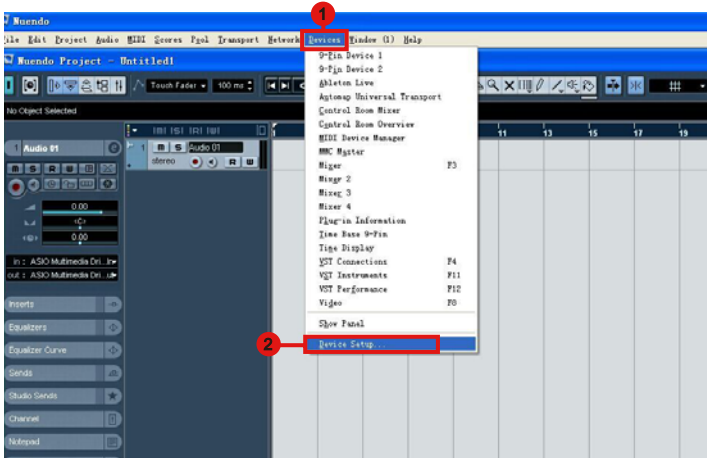 1
Nuendo
File Edit Project Audio MIDI Scores Pool Transport Network Devices Window (1) Help
Nuendo Project - Untitled1
Touch Fader 100 ms
No Object Selected
1 Audio 01
M S R W
0.00
<C>
0.00
in : ASIO Multimedia Dri..
out : ASIO Multimedia Dri..
Inserts
Equalizers
Equalizer Curve
Sends
Studio Sends
Channel
Notepad
1 M S Audio 01
stereo R W
11 13 15 17 19
9-Pin Device 1
9-Pin Device 2
Ableton Live
Automap Universal Transport
Control Room Mixer
Control Room Overview
MIDI Device Manager
MMC Master
Mixer F3
Mixer 2
Mixer 3
Mixer 4
Plug-in Information
Time Base 9-Pin
Time Display
VST Connections F4
VST Instruments F11
VST Performance F12
Video F8
Show Panel
2
Device Setup...